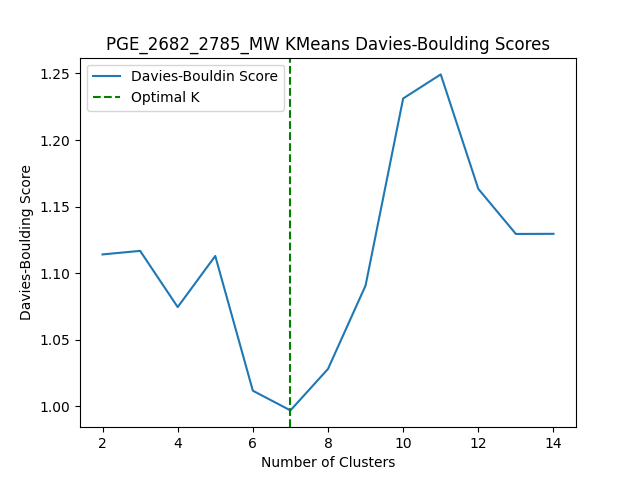 PGE_2682_2785_MW KMeans Davies-Boulding Scores
Davies-Bouldin Score
Optimal K
1.25
1.20
1.15
1.10
1.05
1.00
Davies-Boulding Score
2 4 6 8 10 12 14
Number of Clusters